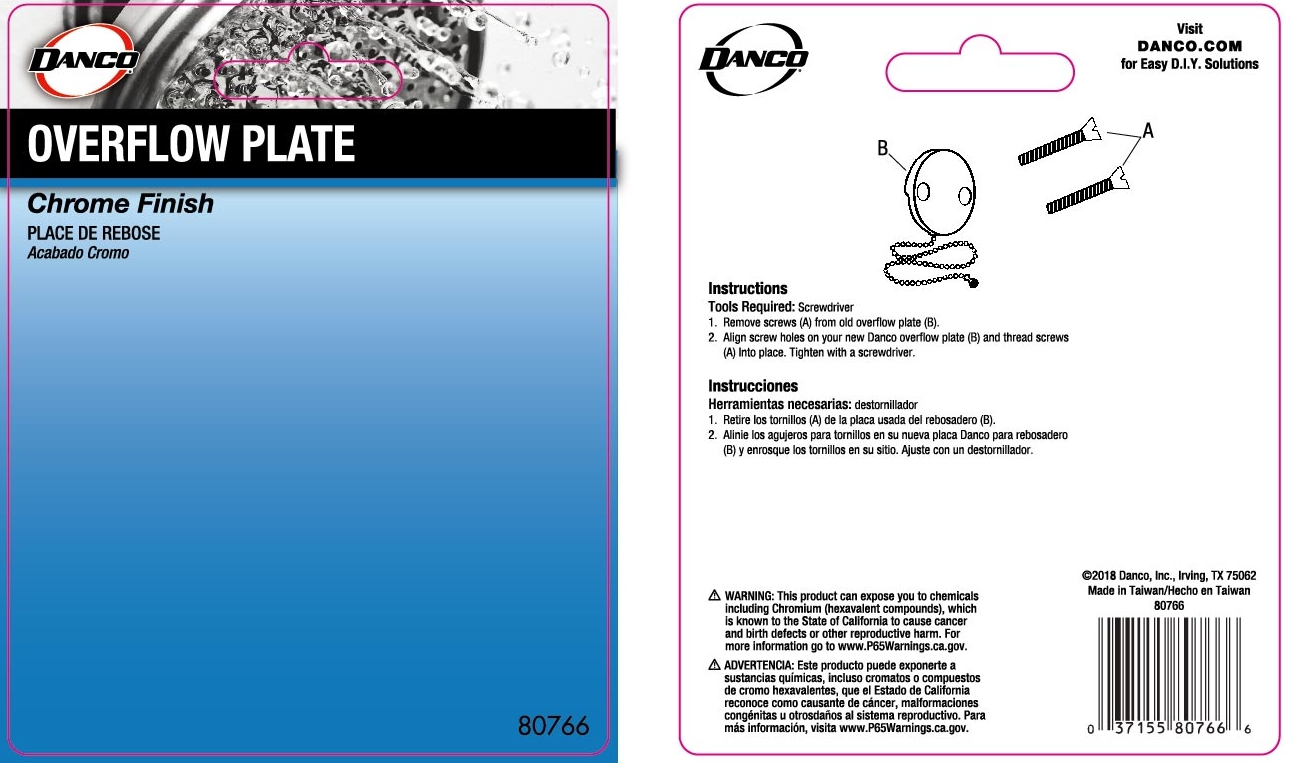 DANCO
OVERFLOW PLATE
Chrome Finish
PLACE DE REBOSE
Acabado Cromo
80766
DANCO
Visit
DANCO.COM
for Easy D.I.Y. Solutions
B
A
Instructions
Tools Required: Screwdriver
1. Remove screws (A) from old overflow plate (B).
2. Align screw holes on your new Danco overflow plate (B) and thread screws
(A) Into place. Tighten with a screwdriver.
Instrucciones
Herramientas necesarias: destornillador
1. Retire los tornillos (A) de la placa usada del rebosadero (B).
2. Alinie los agujeros para tornillos en su nueva placa Danco para rebosadero
(B) y enrosque los tornillos en su sitio. Ajuste con un destornillador.
⚠ WARNING: This product can expose you to chemicals
including Chromium (hexavalent compounds), which
is known to the State of California to cause cancer
and birth defects or other reproductive harm. For
more information go to www.P65Warnings.ca.gov.
⚠ ADVERTENCIA: Este producto puede exponerte a
sustancias químicas, incluso cromatos o compuestos
de cromo hexavalentes, que el Estado de California
reconoce como causante de cáncer, malformaciones
congénitas u otrosdaños al sistema reproductivo. Para
más información, visita www.P65Warnings.ca.gov.
©2018 Danco, Inc., Irving, TX 75062
Made in Taiwan/Hecho en Taiwan
80766
0 37155 80766 6